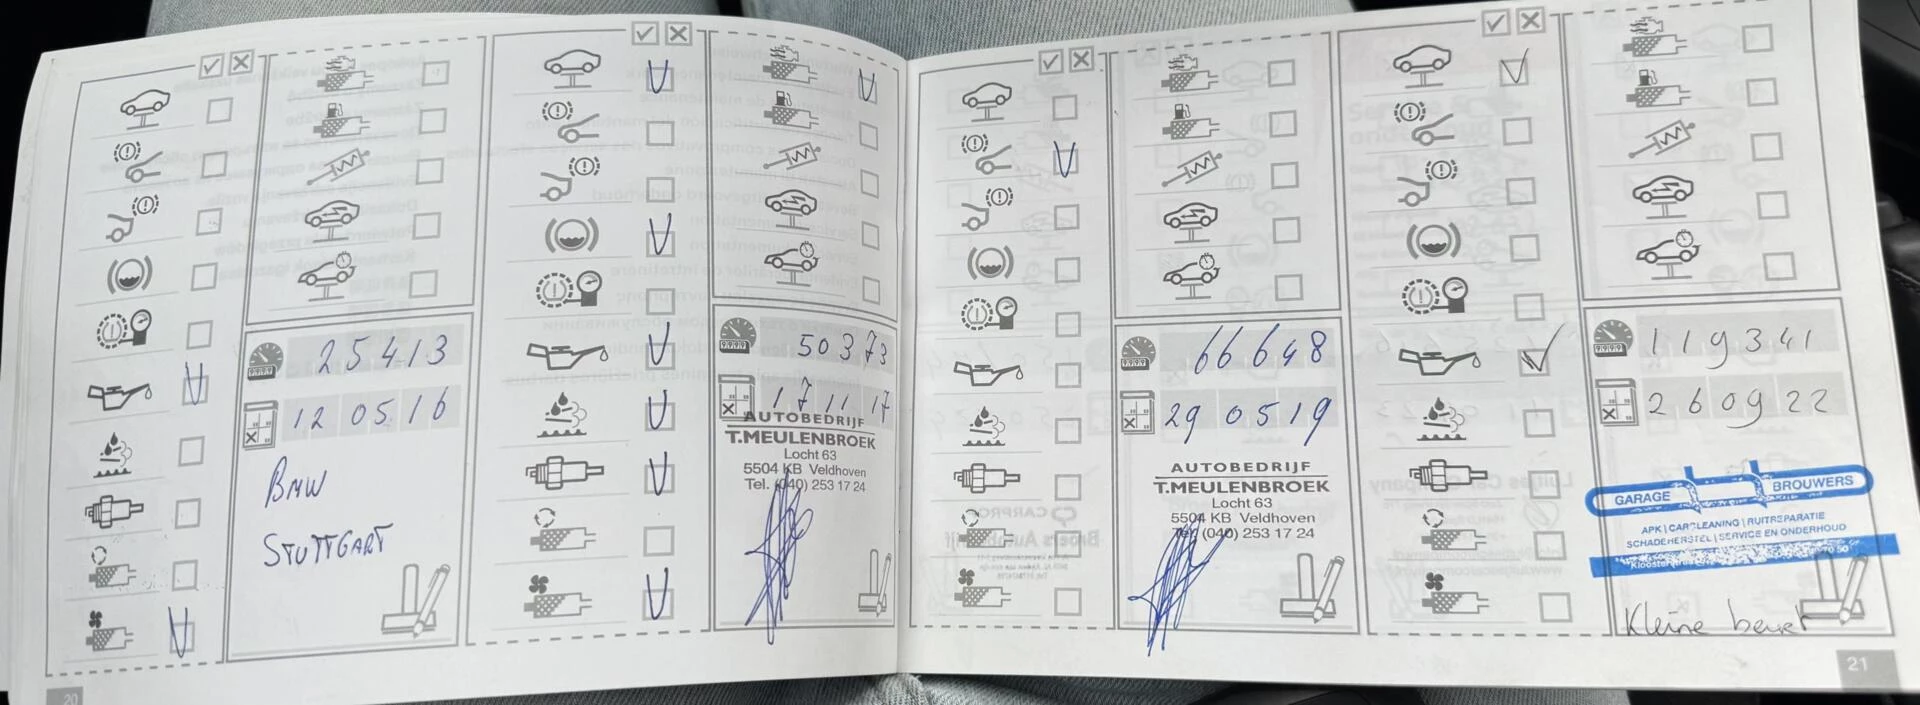 25413
12 05 16
BMW
STUTTGART
20
50373
17 11 17
AUTOBEDRIJF
T.MEULENBROEK
Locht 63
5504 KB Veldhoven
Tel. (040) 253 17 24
66648
29 05 19
AUTOBEDRIJF
T.MEULENBROEK
Locht 63
5504 KB Veldhoven
Tel. (040) 253 17 24
119341
26 09 22
GARAGE BROUWERS
APK | CARCLEANING | RUITREPARATIE
SCHADEHERSTEL | SERVICE EN ONDERHOUD
Kleine beurt
21